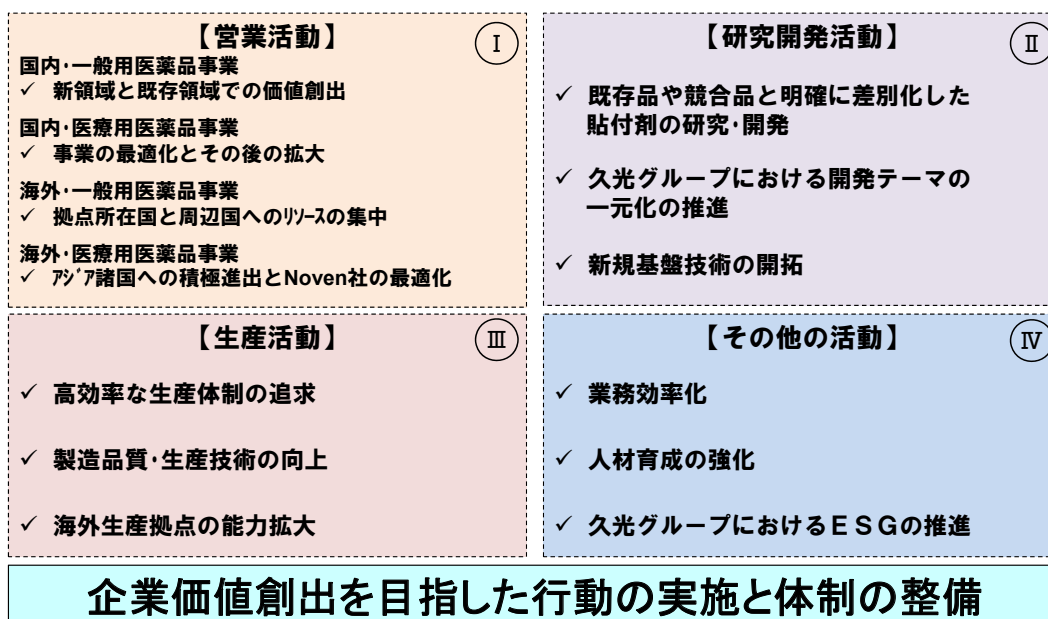 【営業活動】
Ⅰ
国内・一般用医薬品事業
✓ 新領域と既存領域での価値創出
国内・医療用医薬品事業
✓ 事業の最適化とその後の拡大
海外・一般用医薬品事業
✓ 拠点所在国と周辺国へのﾘｿｰｽの集中
海外・医療用医薬品事業
✓ ｱｼﾞｱ諸国への積極進出とNoven社の最適化
【研究開発活動】
Ⅱ
✓ 既存品や競合品と明確に差別化した
貼付剤の研究・開発
✓ 久光グループにおける開発テーマの
一元化の推進
✓ 新規基盤技術の開拓
【生産活動】
Ⅲ
✓ 高効率な生産体制の追求
✓ 製造品質・生産技術の向上
✓ 海外生産拠点の能力拡大
【その他の活動】
Ⅳ
✓ 業務効率化
✓ 人材育成の強化
✓ 久光グループにおけるＥＳＧの推進
企業価値創出を目指した行動の実施と体制の整備